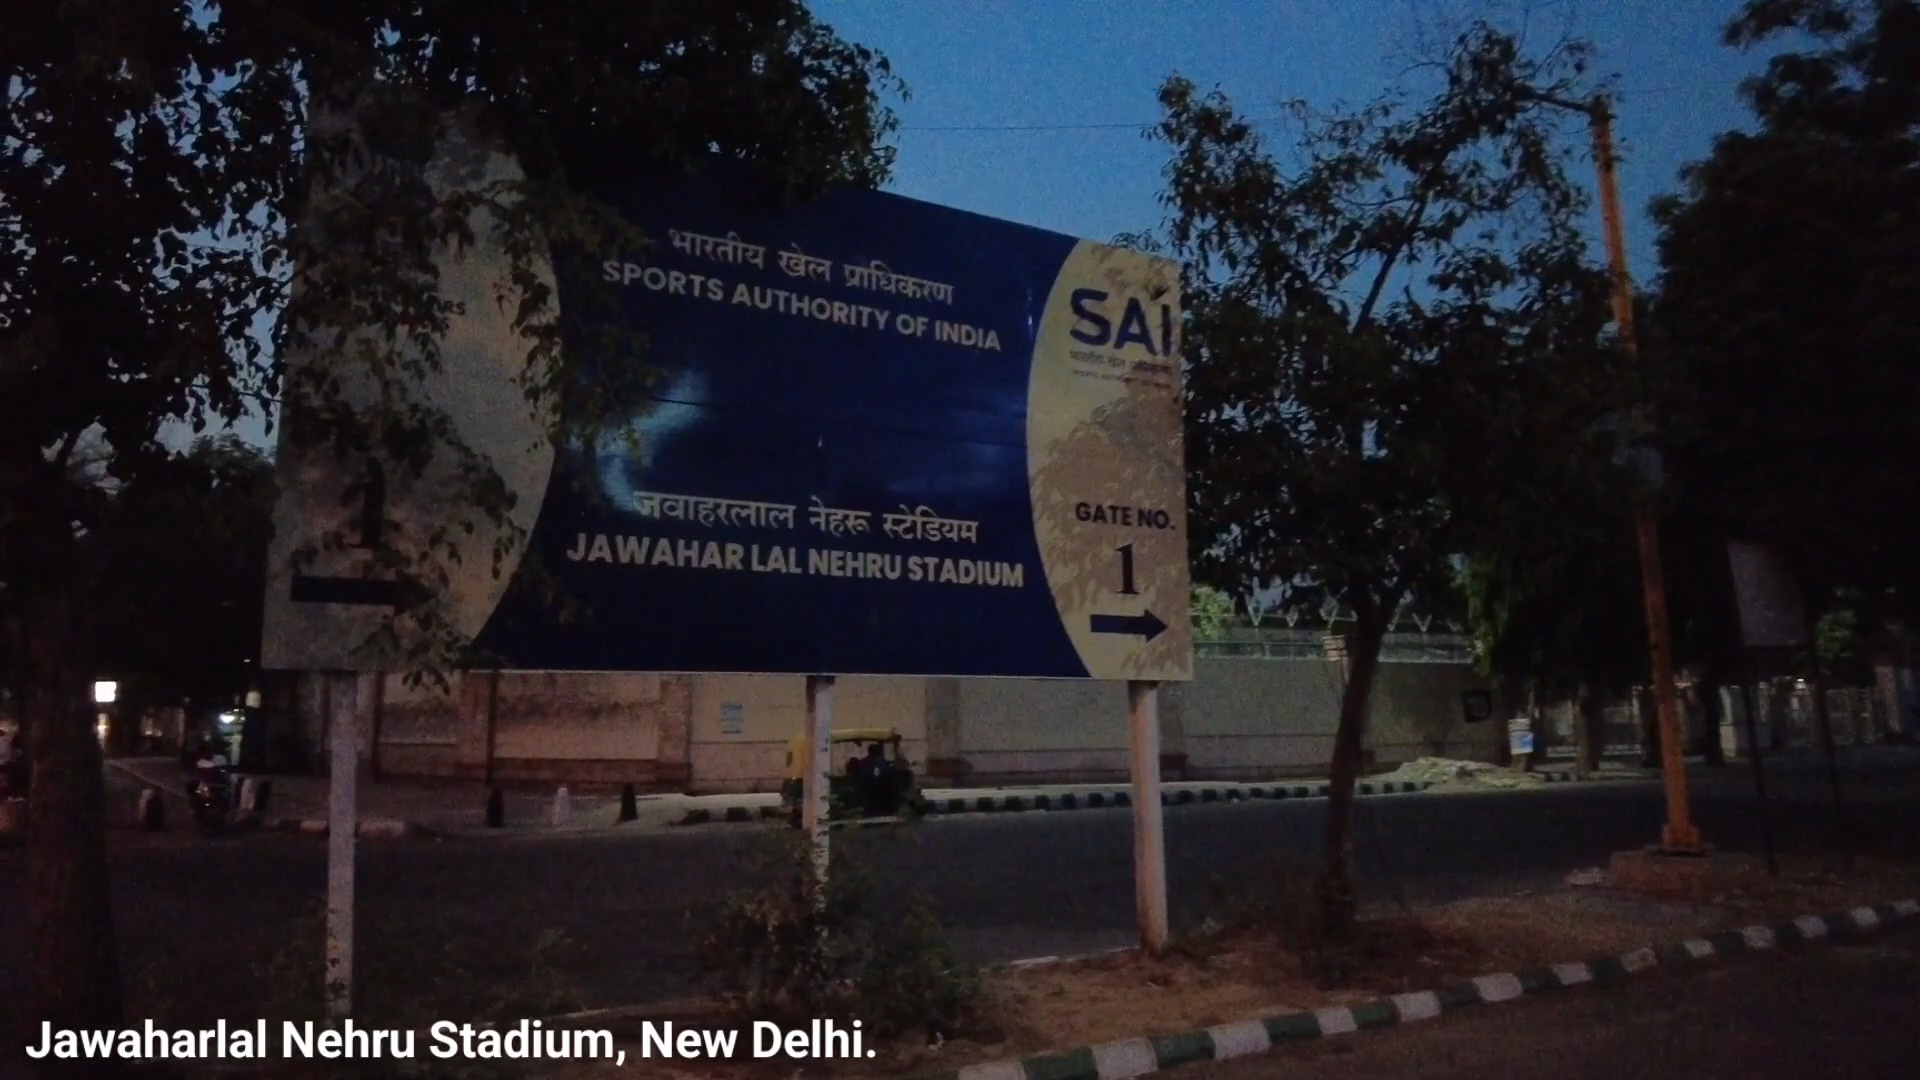 भारतीय खेल प्राधिकरण
SPORTS AUTHORITY OF INDIA
SAI
जवाहरलाल नेहरू स्टेडियम
JAWAHAR LAL NEHRU STADIUM
GATE NO.
1
1
Jawaharlal Nehru Stadium, New Delhi.